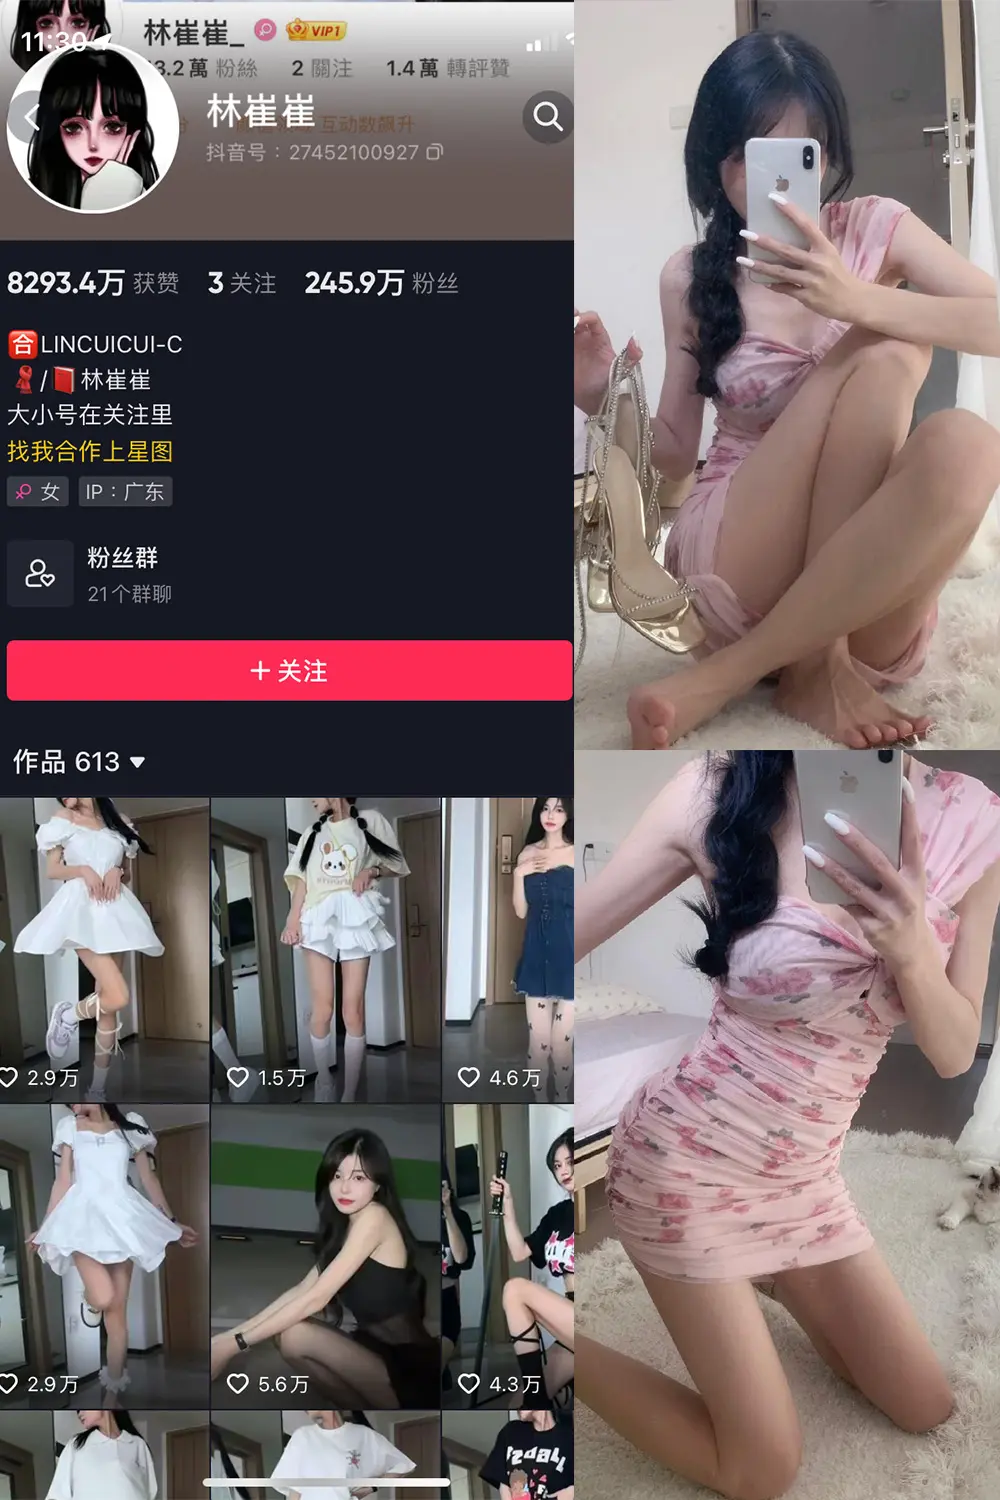 11:30
林崔崔_ VIP1
3.2萬 粉絲 2 關注 1.4萬 轉評贊
林崔崔
互动数飙升
抖音号：27452100927
8293.4万 获赞 3 关注 245.9万 粉丝
合 LINCUICUI-C
/ 林崔崔
大小号在关注里
找我合作上星图
女 IP：广东
粉丝群
21个群聊
+ 关注
作品 613
2.9万 1.5万 4.6万
2.9万 5.6万 4.3万